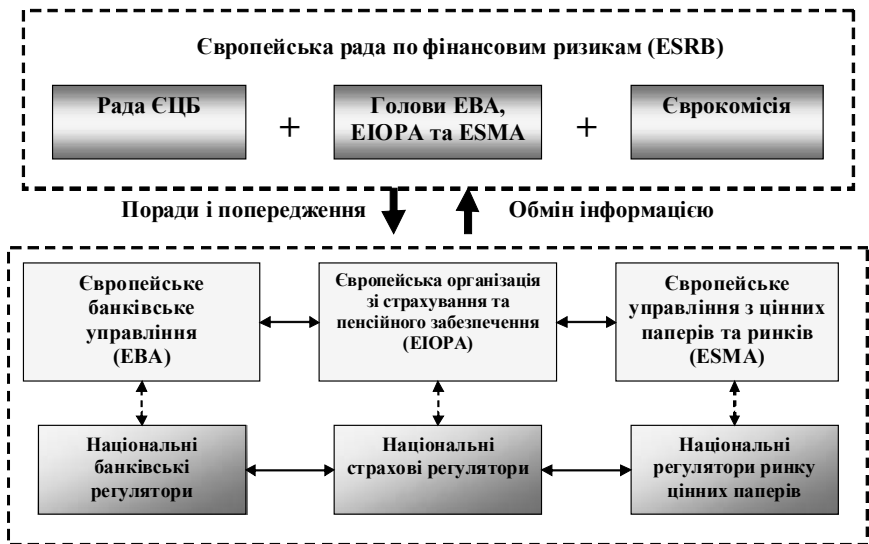 Європейська рада по фінансовим ризикам (ESRB)
Рада ЄЦБ
+
Голови EBA,
EIOPA та ESMA
+
Єврокомісія
Поради і попередження
Обмін інформацією
Європейське
банківське
управління
(EBA)
Європейська організація
зі страхування та
пенсійного забезпечення
(EIOPA)
Європейське
управління з цінних
паперів та ринків
(ESMA)
Національні
банківські
регулятори
Національні
страхові регулятори
Національні
регулятори ринку
цінних паперів